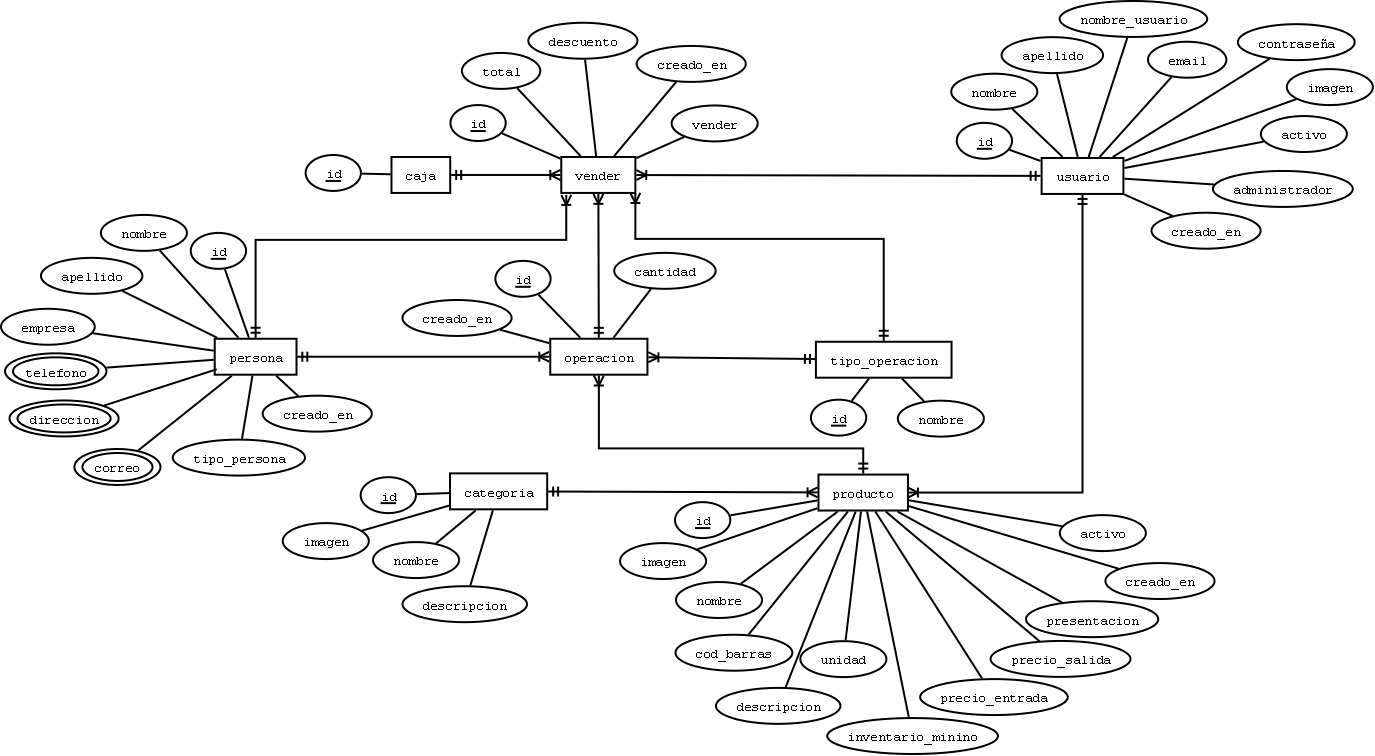 nombre_usuario
descuento
contraseña
apellido
email
creado_en
total
imagen
nombre
id
vender
activo
id
id
caja
vender
usuario
administrador
nombre
creado_en
id
apellido
id
cantidad
creado_en
empresa
persona
operacion
tipo_operacion
telefono
direccion
creado_en
id
nombre
correo
tipo_persona
id
categoria
producto
imagen
id
activo
nombre
imagen
creado_en
descripcion
nombre
presentacion
cod_barras
unidad
precio_salida
descripcion
precio_entrada
inventario_minino